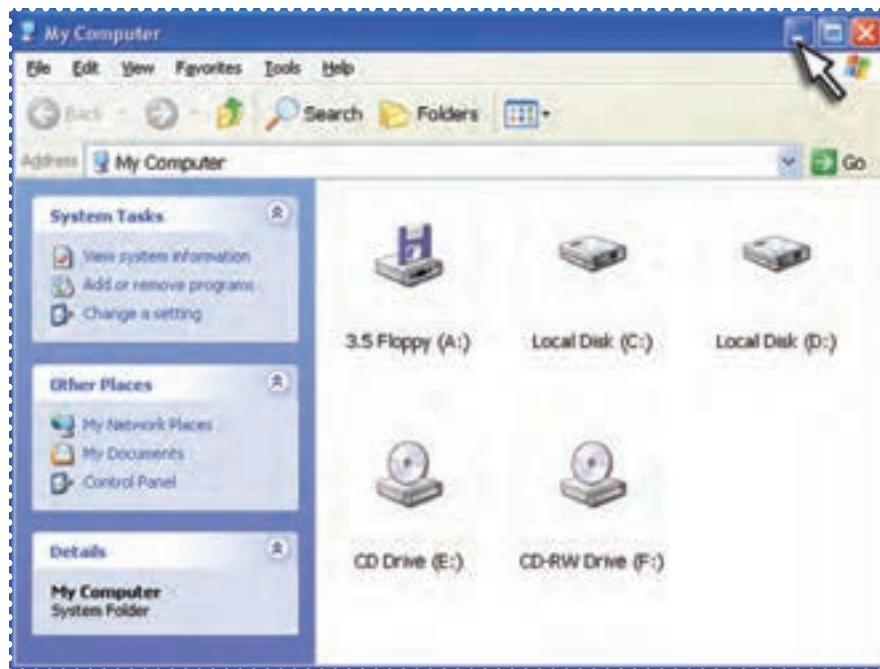 My Computer
File Edit View Favorites Tools Help
Back Search Folders
Address My Computer Go
System Tasks
View system information
Add or remove programs
Change a setting
Other Places
My Network Places
My Documents
Control Panel
Details
My Computer
System Folder
3.5 Floppy (A:) Local Disk (C:) Local Disk (D:)
CD Drive (E:) CD-RW Drive (F:)